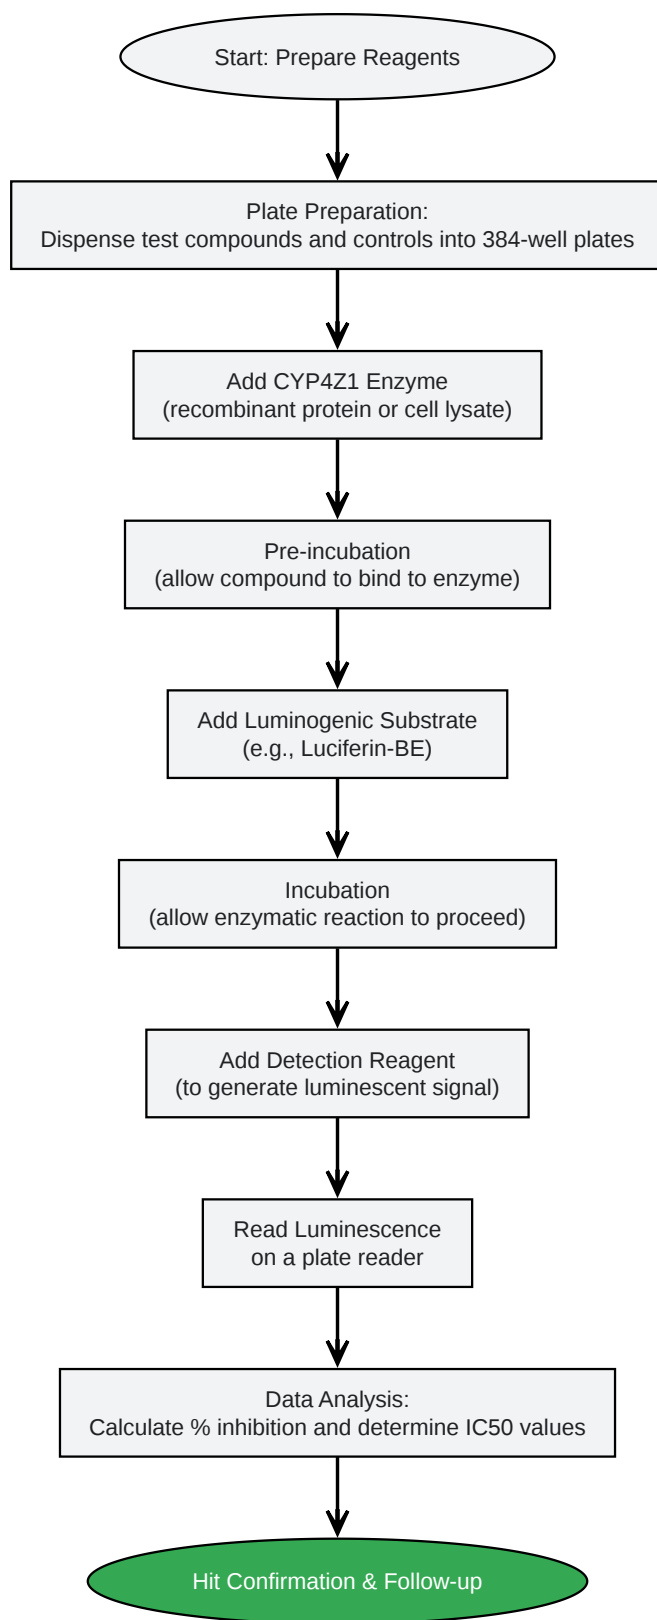 Start: Prepare Reagents
Plate Preparation:
Dispense test compounds and controls into 384-well plates
Add CYP4Z1 Enzyme
(recombinant protein or cell lysate)
Pre-incubation
(allow compound to bind to enzyme)
Add Luminogenic Substrate
(e.g., Luciferin-BE)
Incubation
(allow enzymatic reaction to proceed)
Add Detection Reagent
(to generate luminescent signal)
Read Luminescence
on a plate reader
Data Analysis:
Calculate % inhibition and determine IC50 values
Hit Confirmation & Follow-up